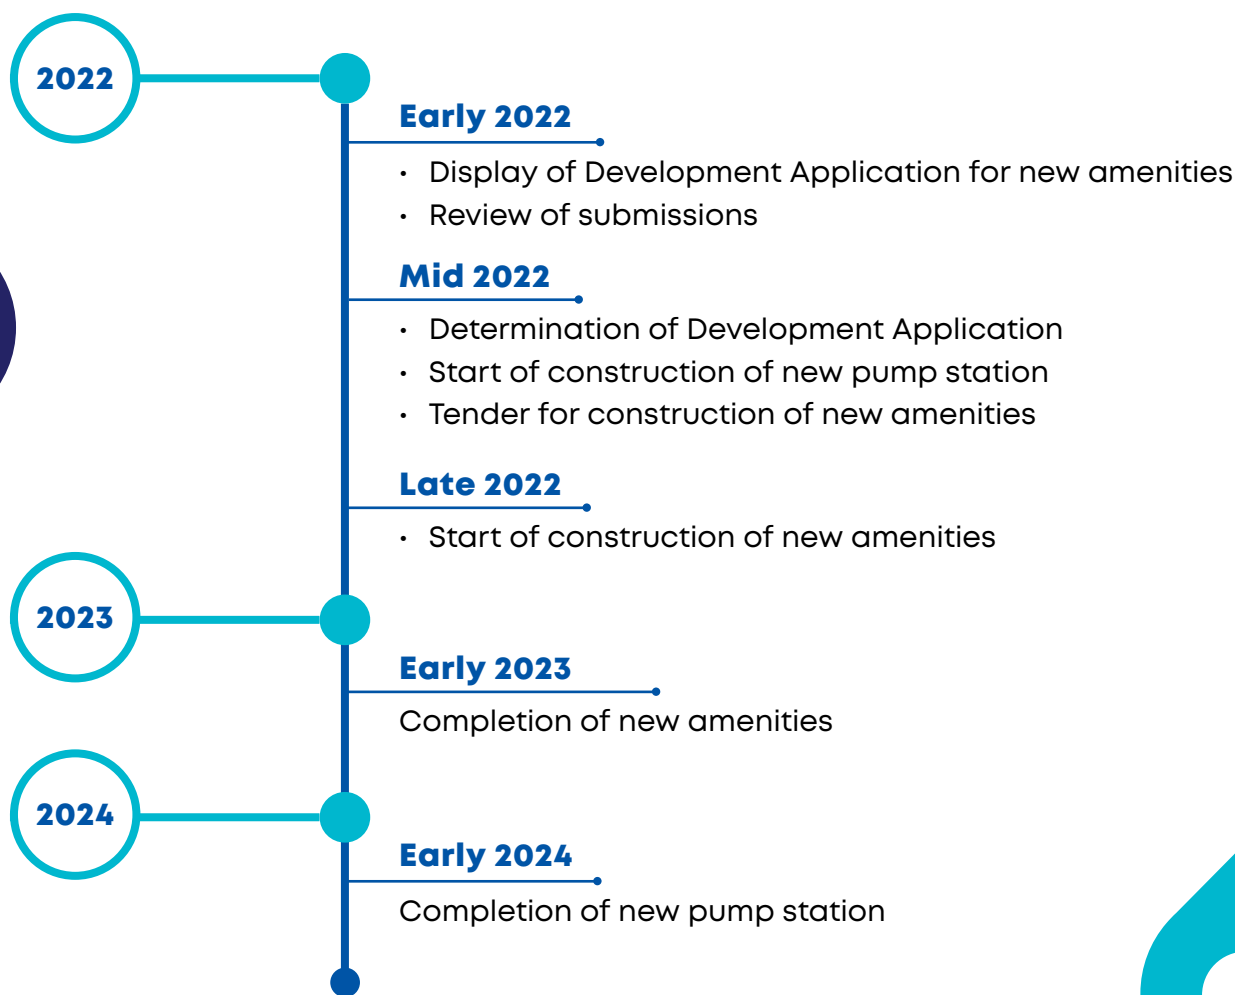 2022
Early 2022
• Display of Development Application for new amenities
• Review of submissions
Mid 2022
• Determination of Development Application
• Start of construction of new pump station
• Tender for construction of new amenities
Late 2022
• Start of construction of new amenities
2023
Early 2023
Completion of new amenities
2024
Early 2024
Completion of new pump station